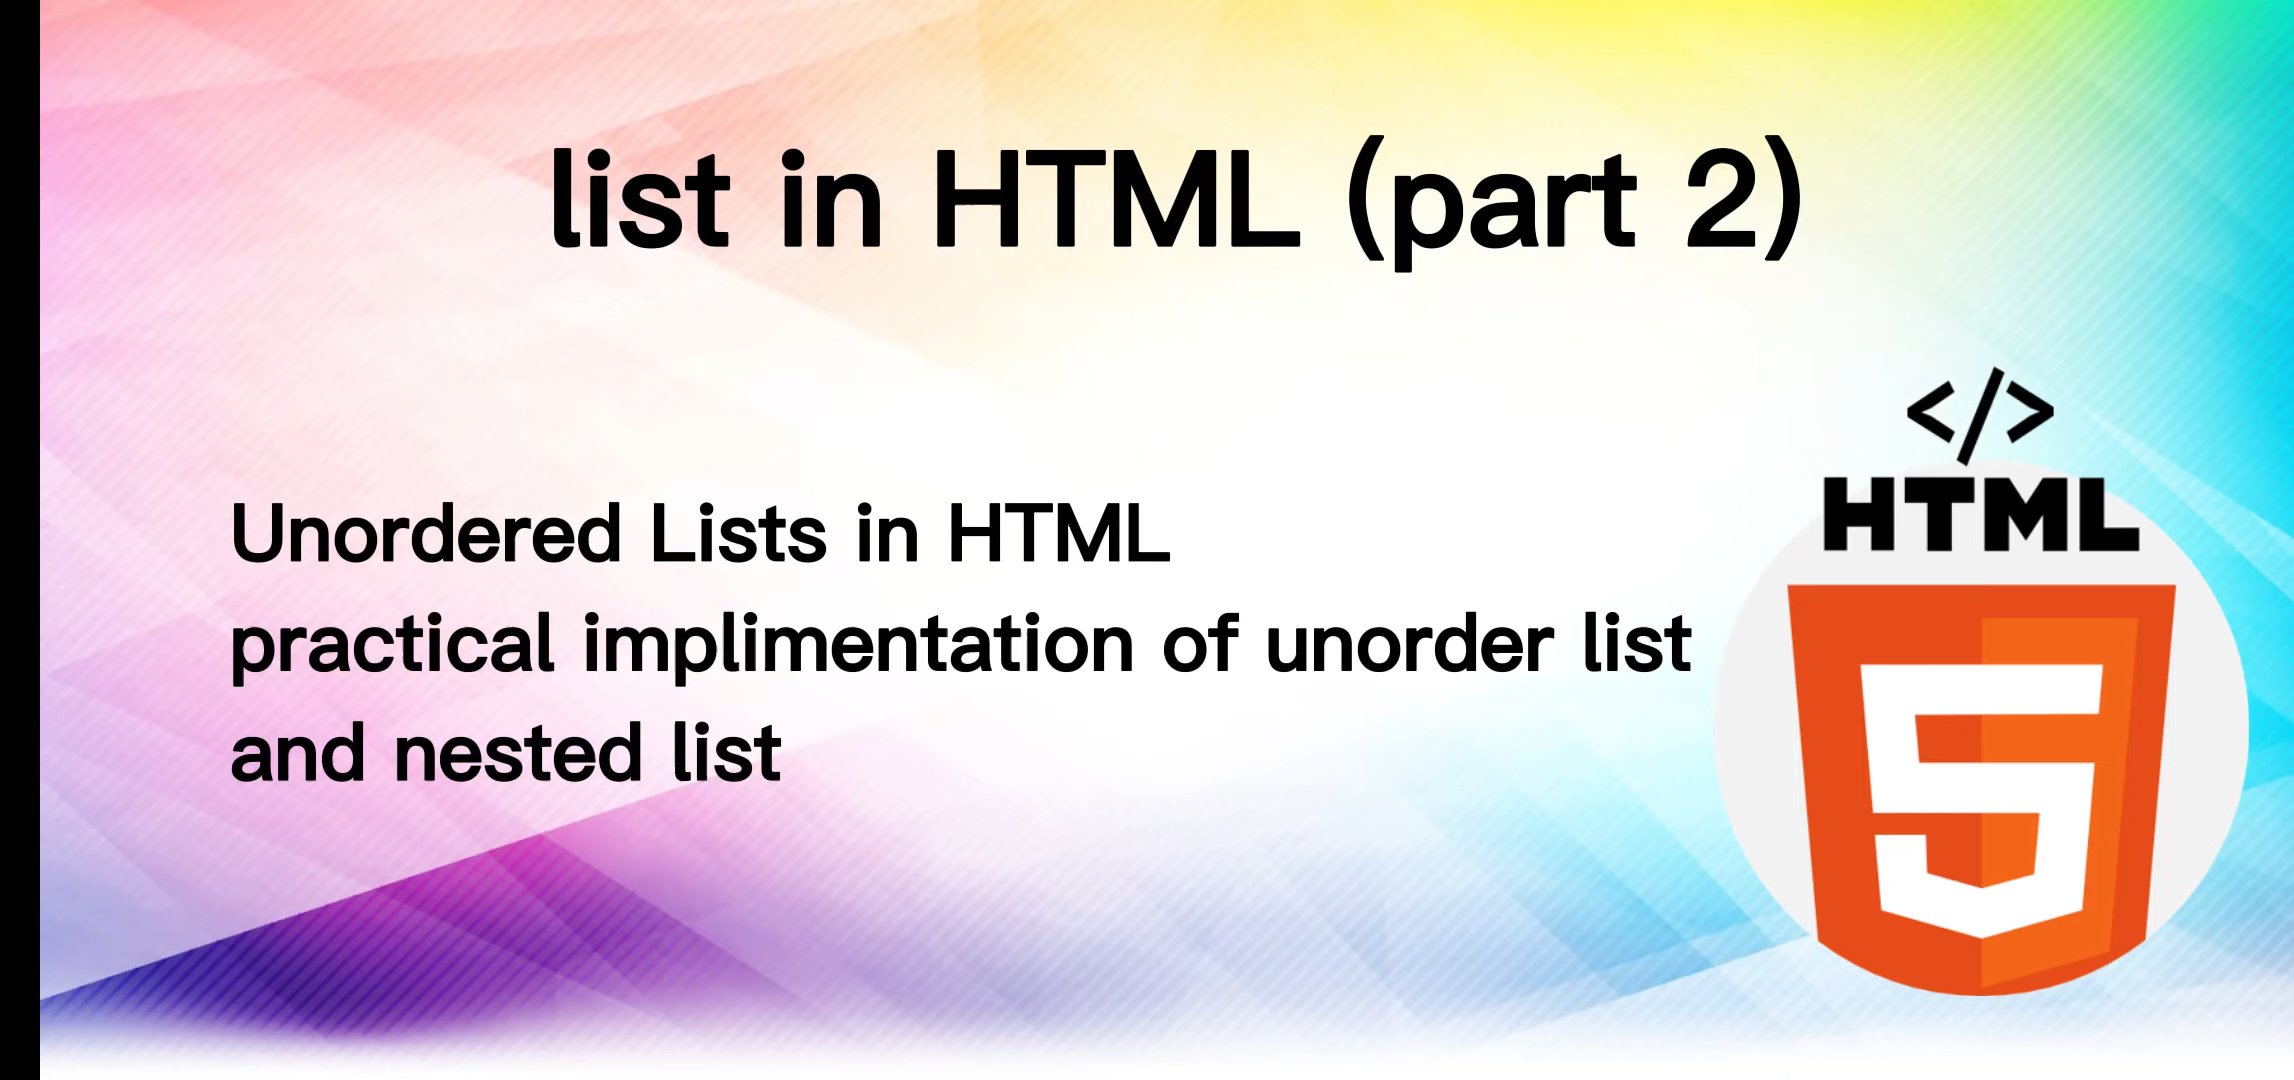 list in HTML (part 2)
</>
HTML
5
Unordered Lists in HTML
practical implimentation of unorder list
and nested list